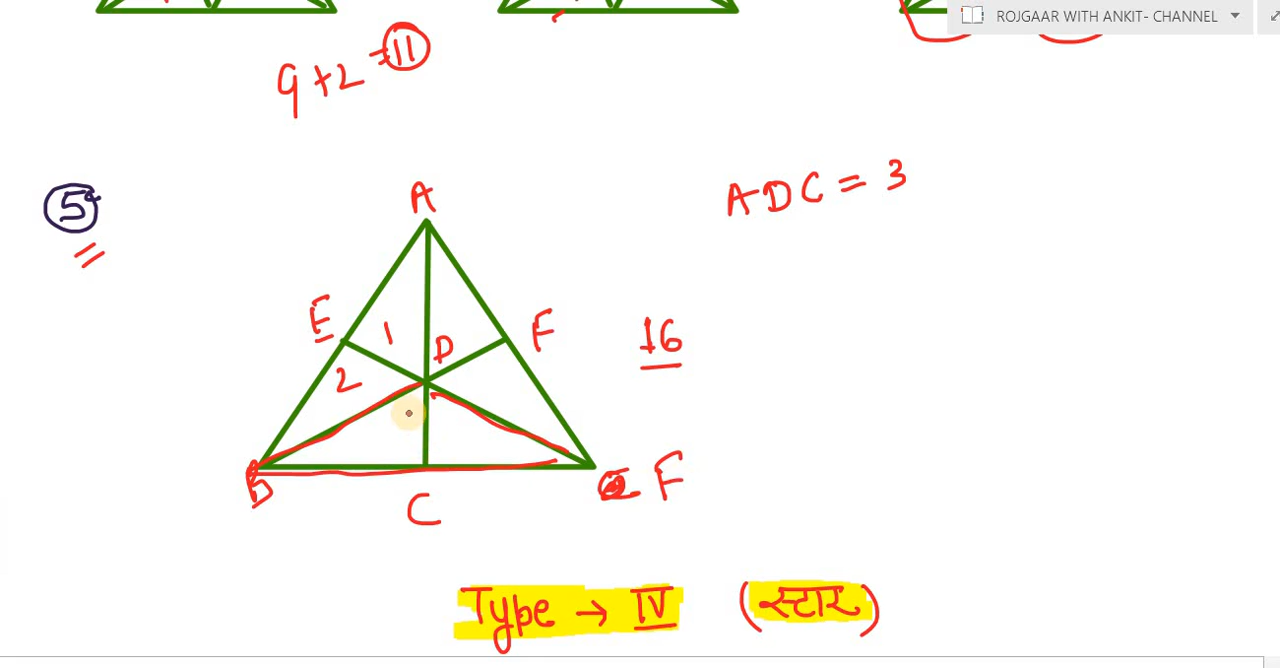 ROJGAAR WITH ANKIT- CHANNEL
9+2=11
5
ADC = 3
A
E
1
D
F
16
2
B
C
F
Type → IV (स्टार)